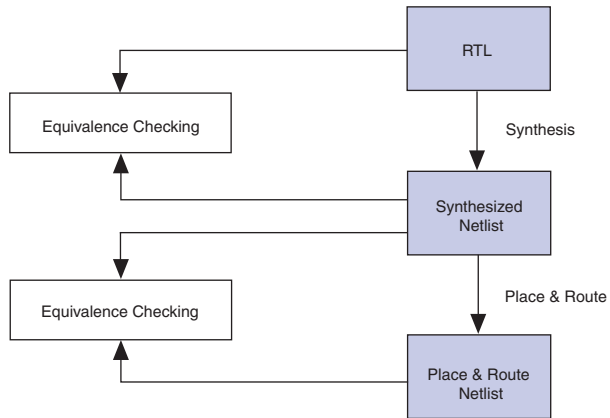 RTL
Equivalence Checking
Synthesis
Synthesized
Netlist
Equivalence Checking
Place & Route
Place & Route
Netlist